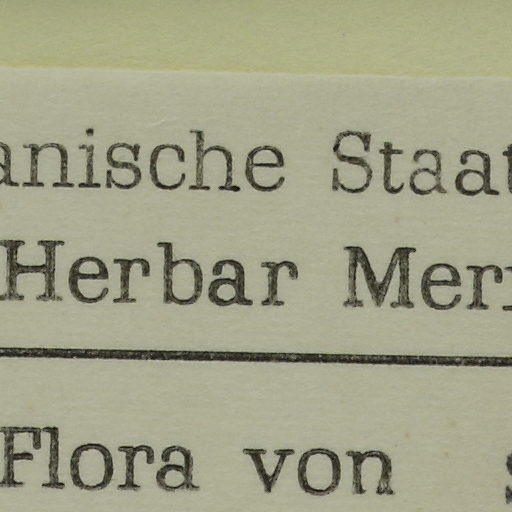 anische Staat
Herbar Mer
Flora von